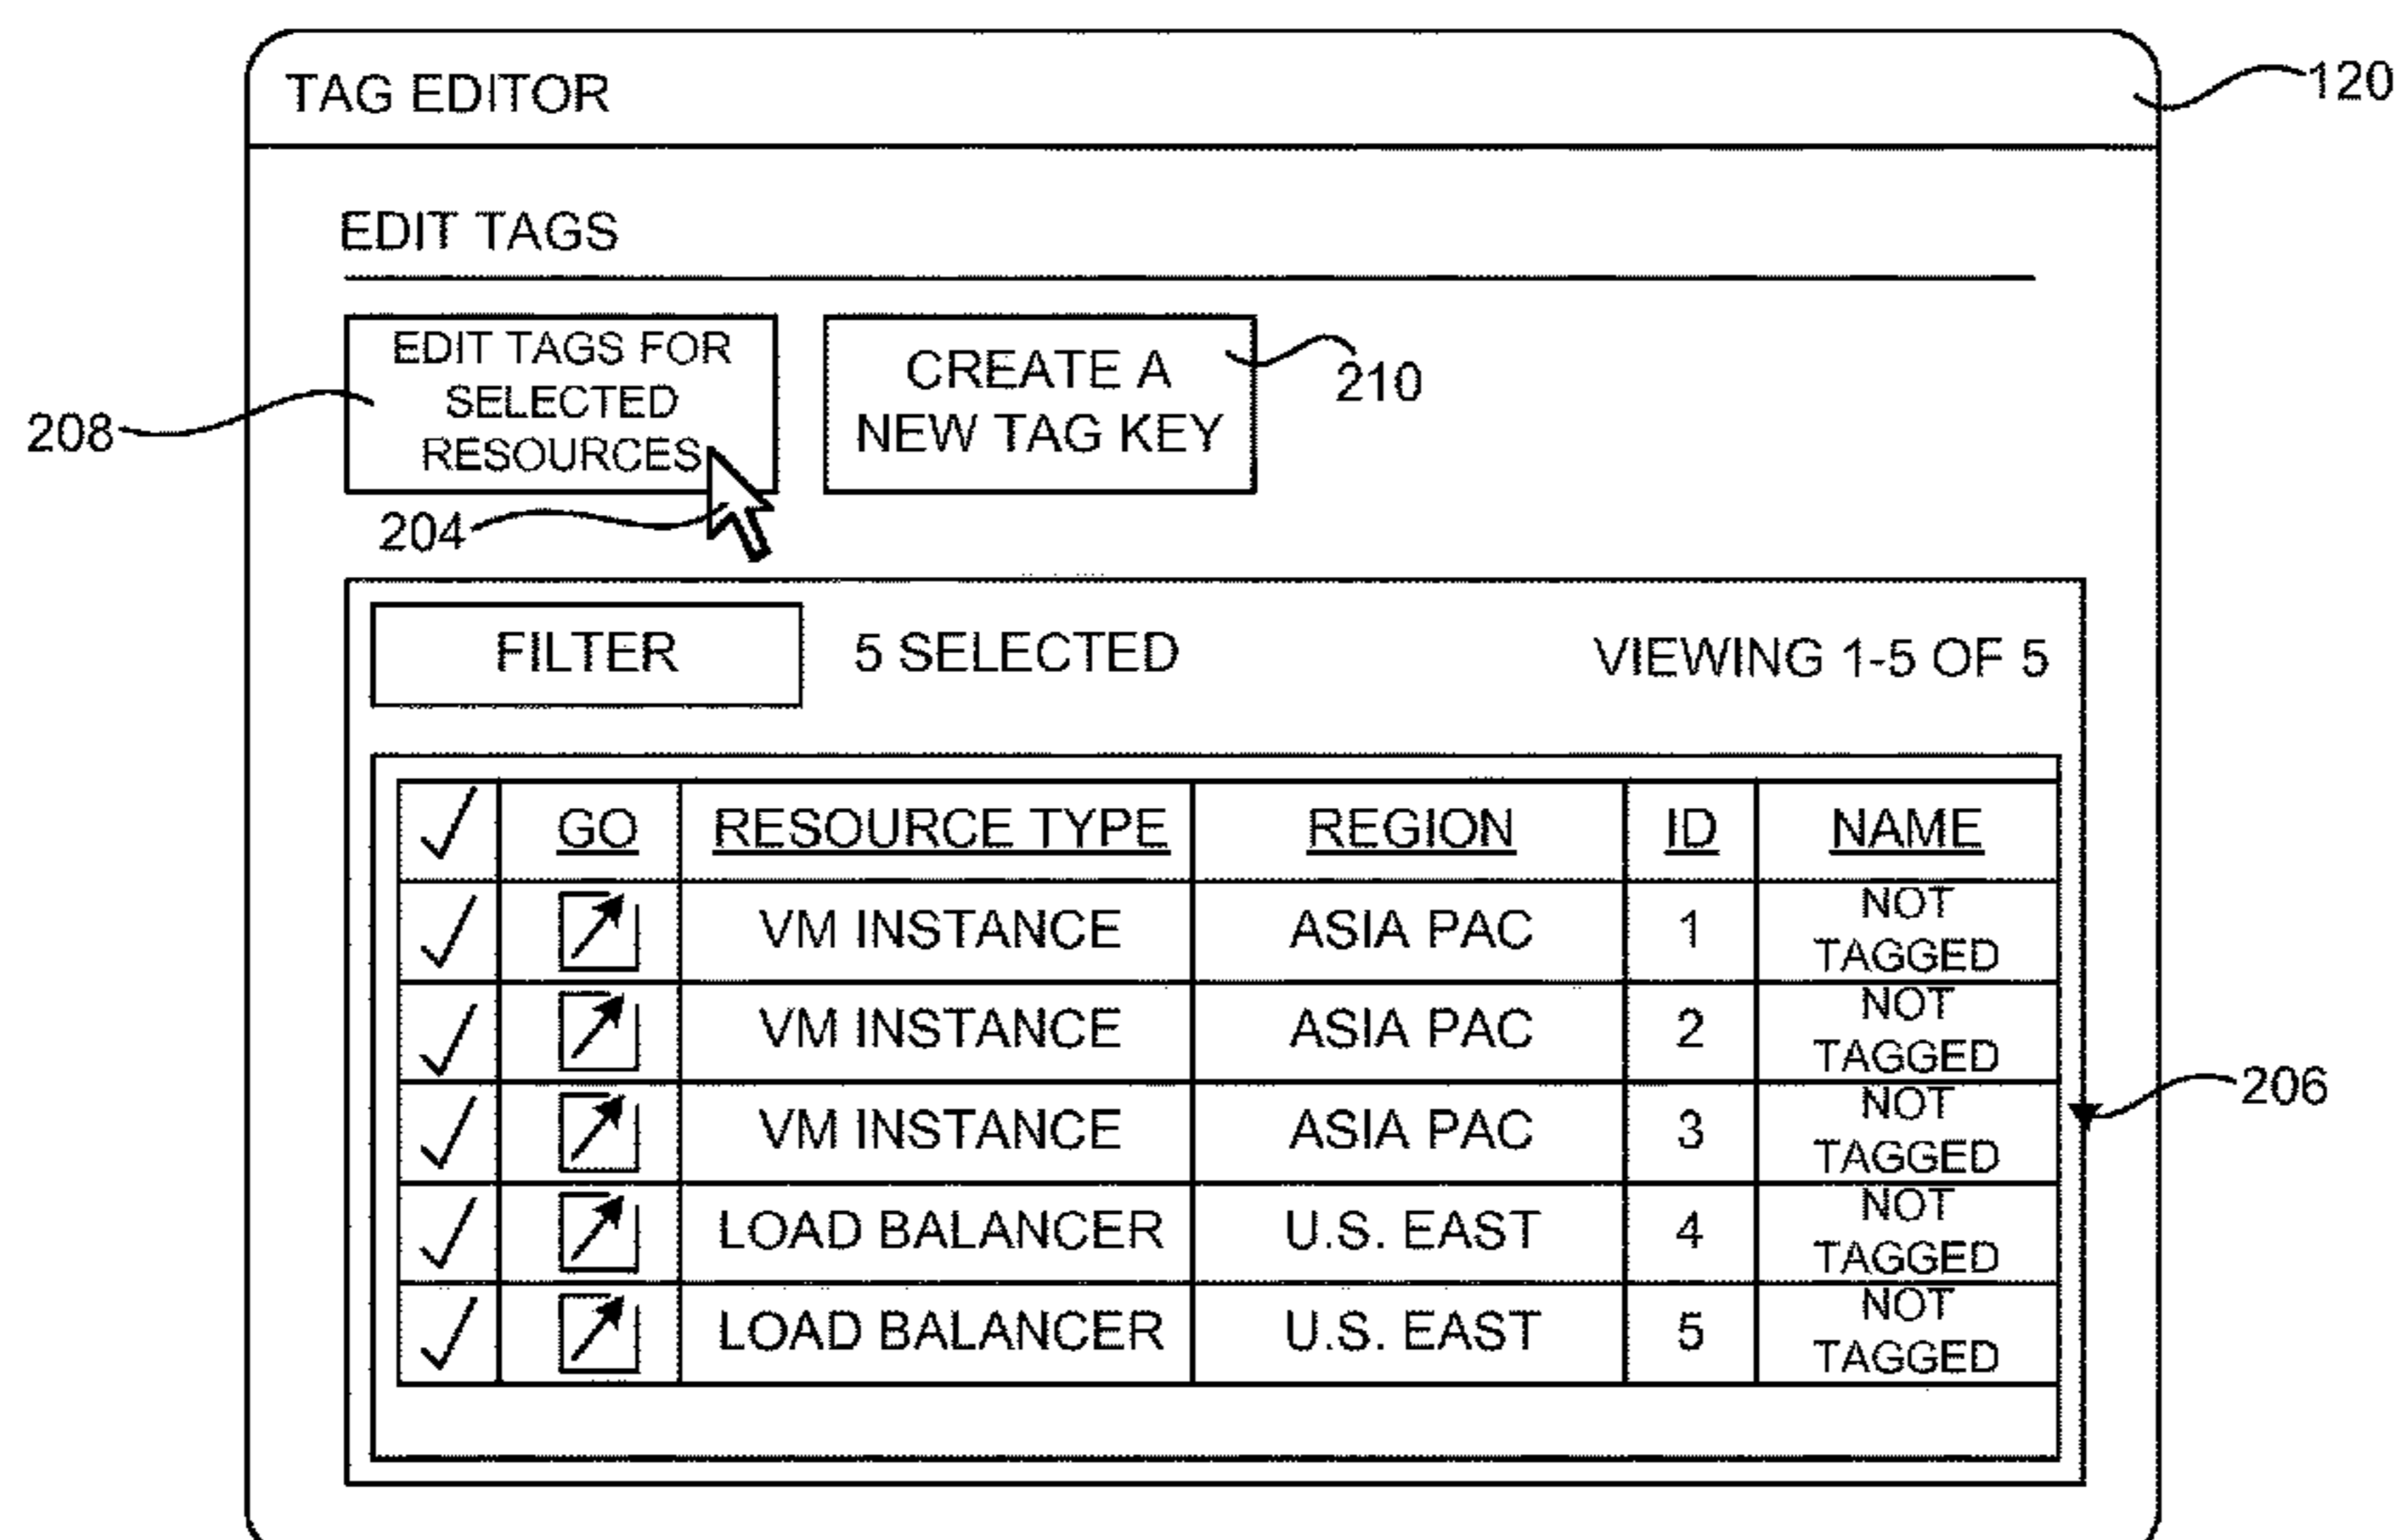 TAG EDITOR
120
EDIT TAGS
EDIT TAGS FOR
SELECTED
RESOURCES
208
CREATE A
NEW TAG KEY
210
204
FILTER
5 SELECTED
VIEWING 1-5 OF 5
GO RESOURCE TYPE REGION ID NAME
VM INSTANCE ASIA PAC 1 NOT TAGGED
VM INSTANCE ASIA PAC 2 NOT TAGGED
VM INSTANCE ASIA PAC 3 NOT TAGGED
206
LOAD BALANCER U.S. EAST 4 NOT TAGGED
LOAD BALANCER U.S. EAST 5 NOT TAGGED